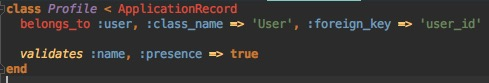 class Profile < ApplicationRecord
belongs_to :user, :class_name => 'User', :foreign_key => 'user_id'
validates :name, :presence => true
end